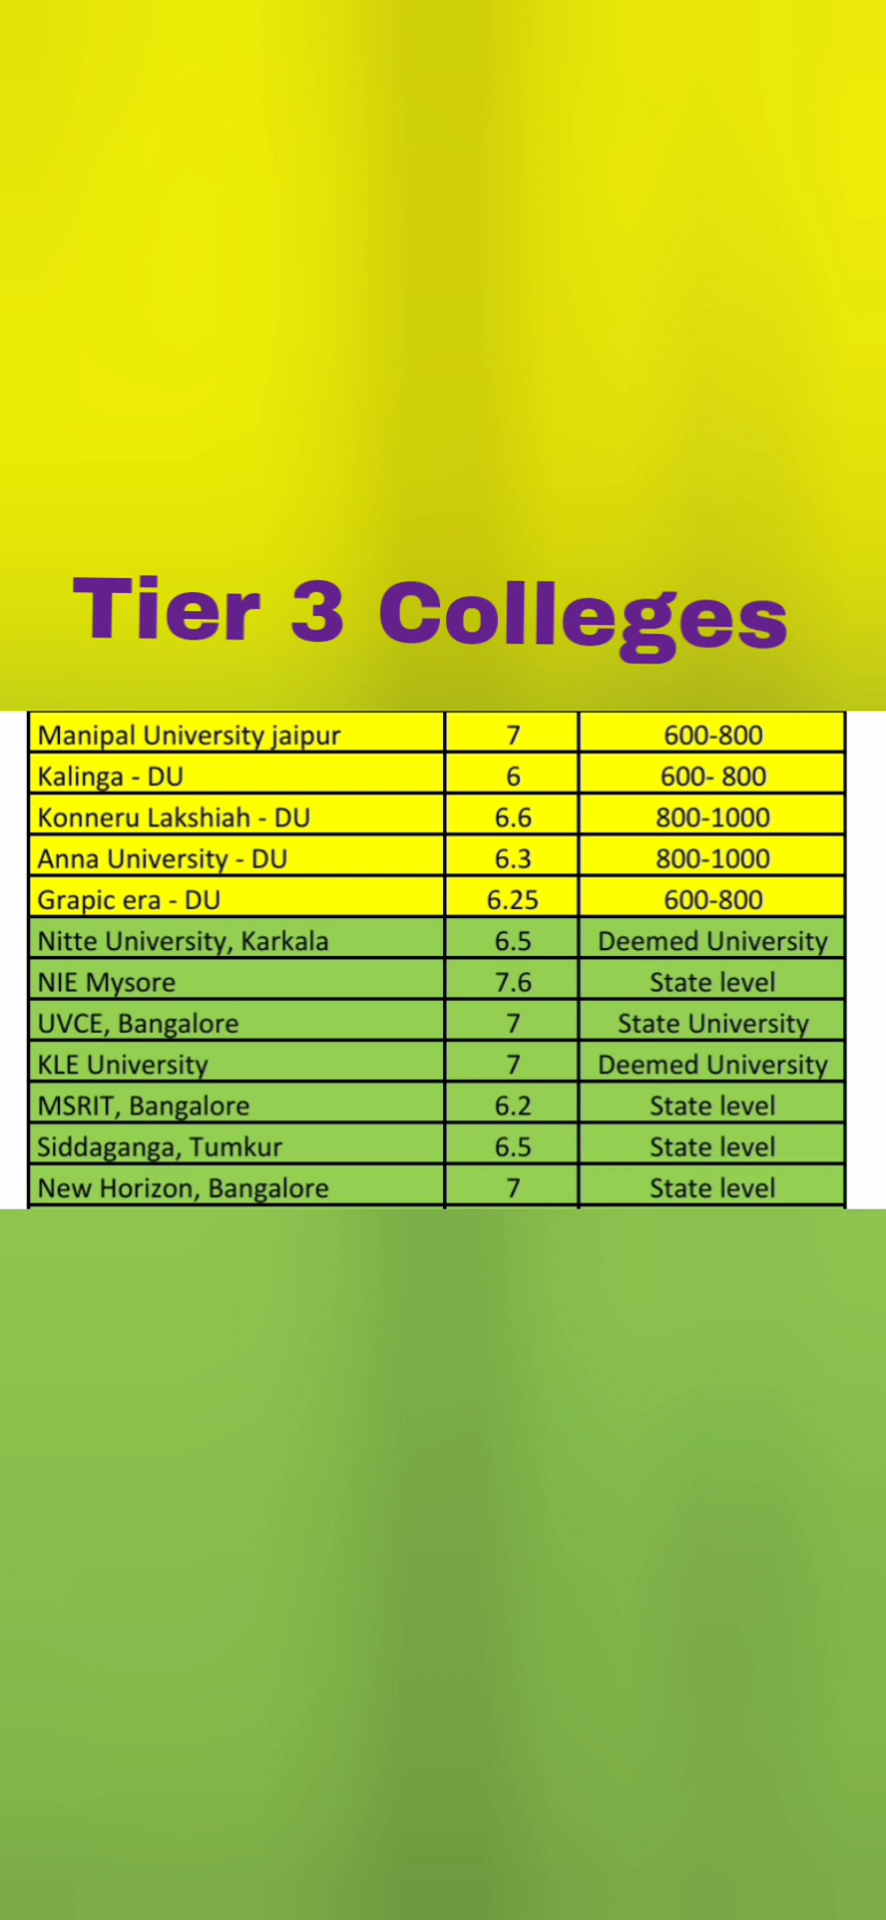 Tier 3 Colleges
Manipal University jaipur 7 600-800
Kalinga - DU 6 600- 800
Konneru Lakshiah - DU 6.6 800-1000
Anna University - DU 6.3 800-1000
Grapic era - DU 6.25 600-800
Nitte University, Karkala 6.5 Deemed University
NIE Mysore 7.6 State level
UVCE, Bangalore 7 State University
KLE University 7 Deemed University
MSRIT, Bangalore 6.2 State level
Siddaganga, Tumkur 6.5 State level
New Horizon, Bangalore 7 State level